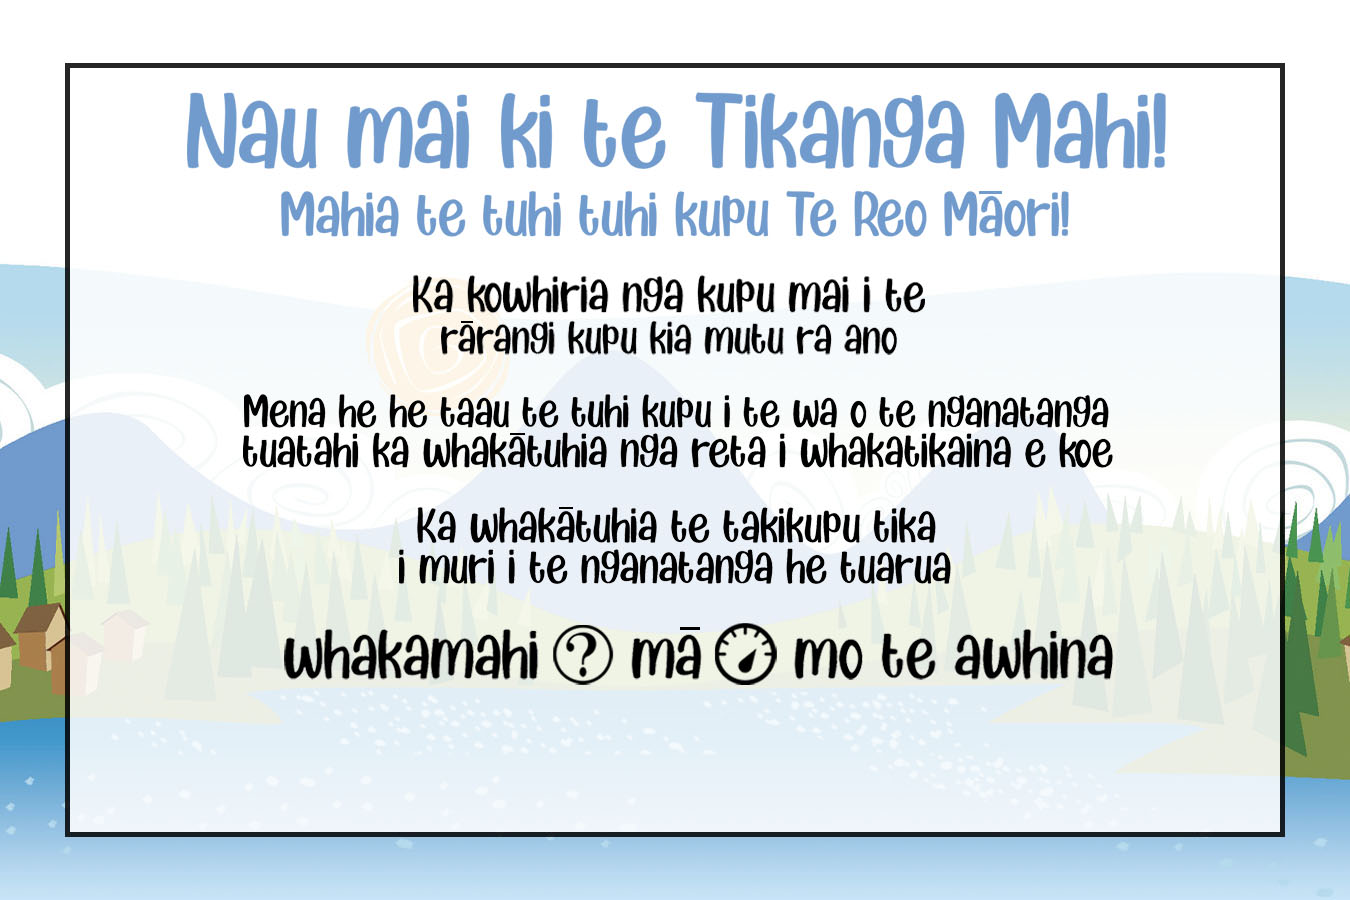 Nau mai ki te Tikanga Mahi!
Mahia te tuhi tuhi kupu Te Reo Māori!
Ka kowhiria nga kupu mai i te
rārangi kupu kia mutu ra ano
Mena he he taau te tuhi kupu i te wa o te nganatanga
tuatahi ka whakātuhia nga reta i whakatikaina e koe
Ka whakātuhia te takikupu tika
i muri i te nganatanga he tuarua
whakamahi ? mā mo te awhina